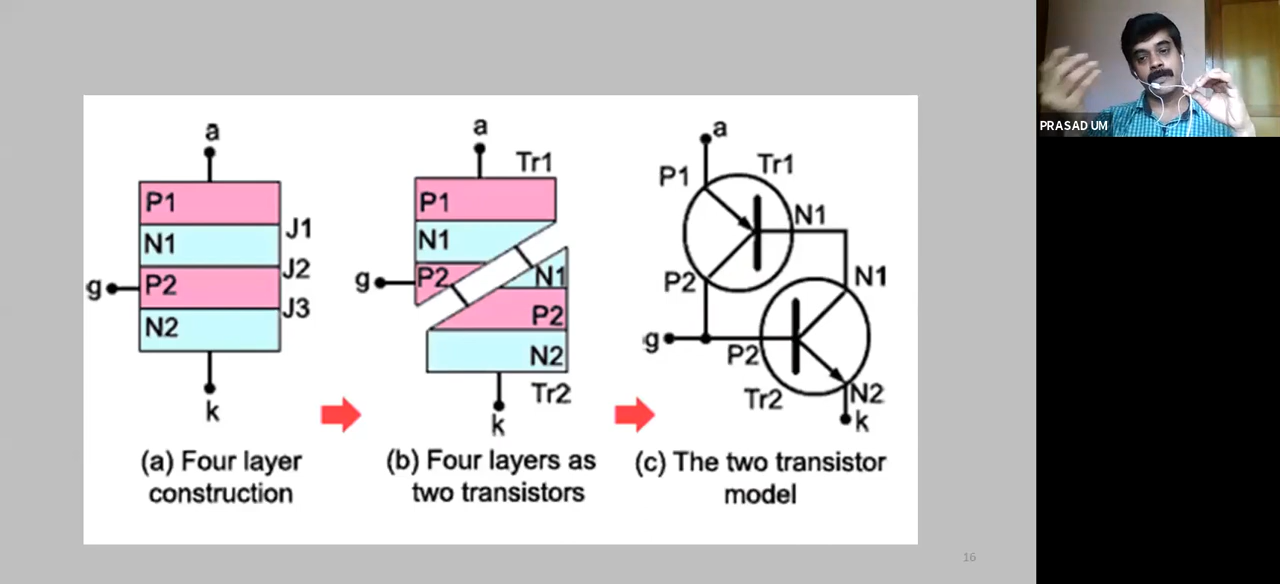 a
P1
N1
J1
J2
g
P2
J3
N2
k
(a) Four layer
construction
a
Tr1
P1
N1
g
P2
N1
P2
N2
Tr2
k
(b) Four layers as
two transistors
a
Tr1
P1
N1
P2
N1
g
P2
Tr2
N2
k
(c) The two transistor
model
16
PRASAD UM